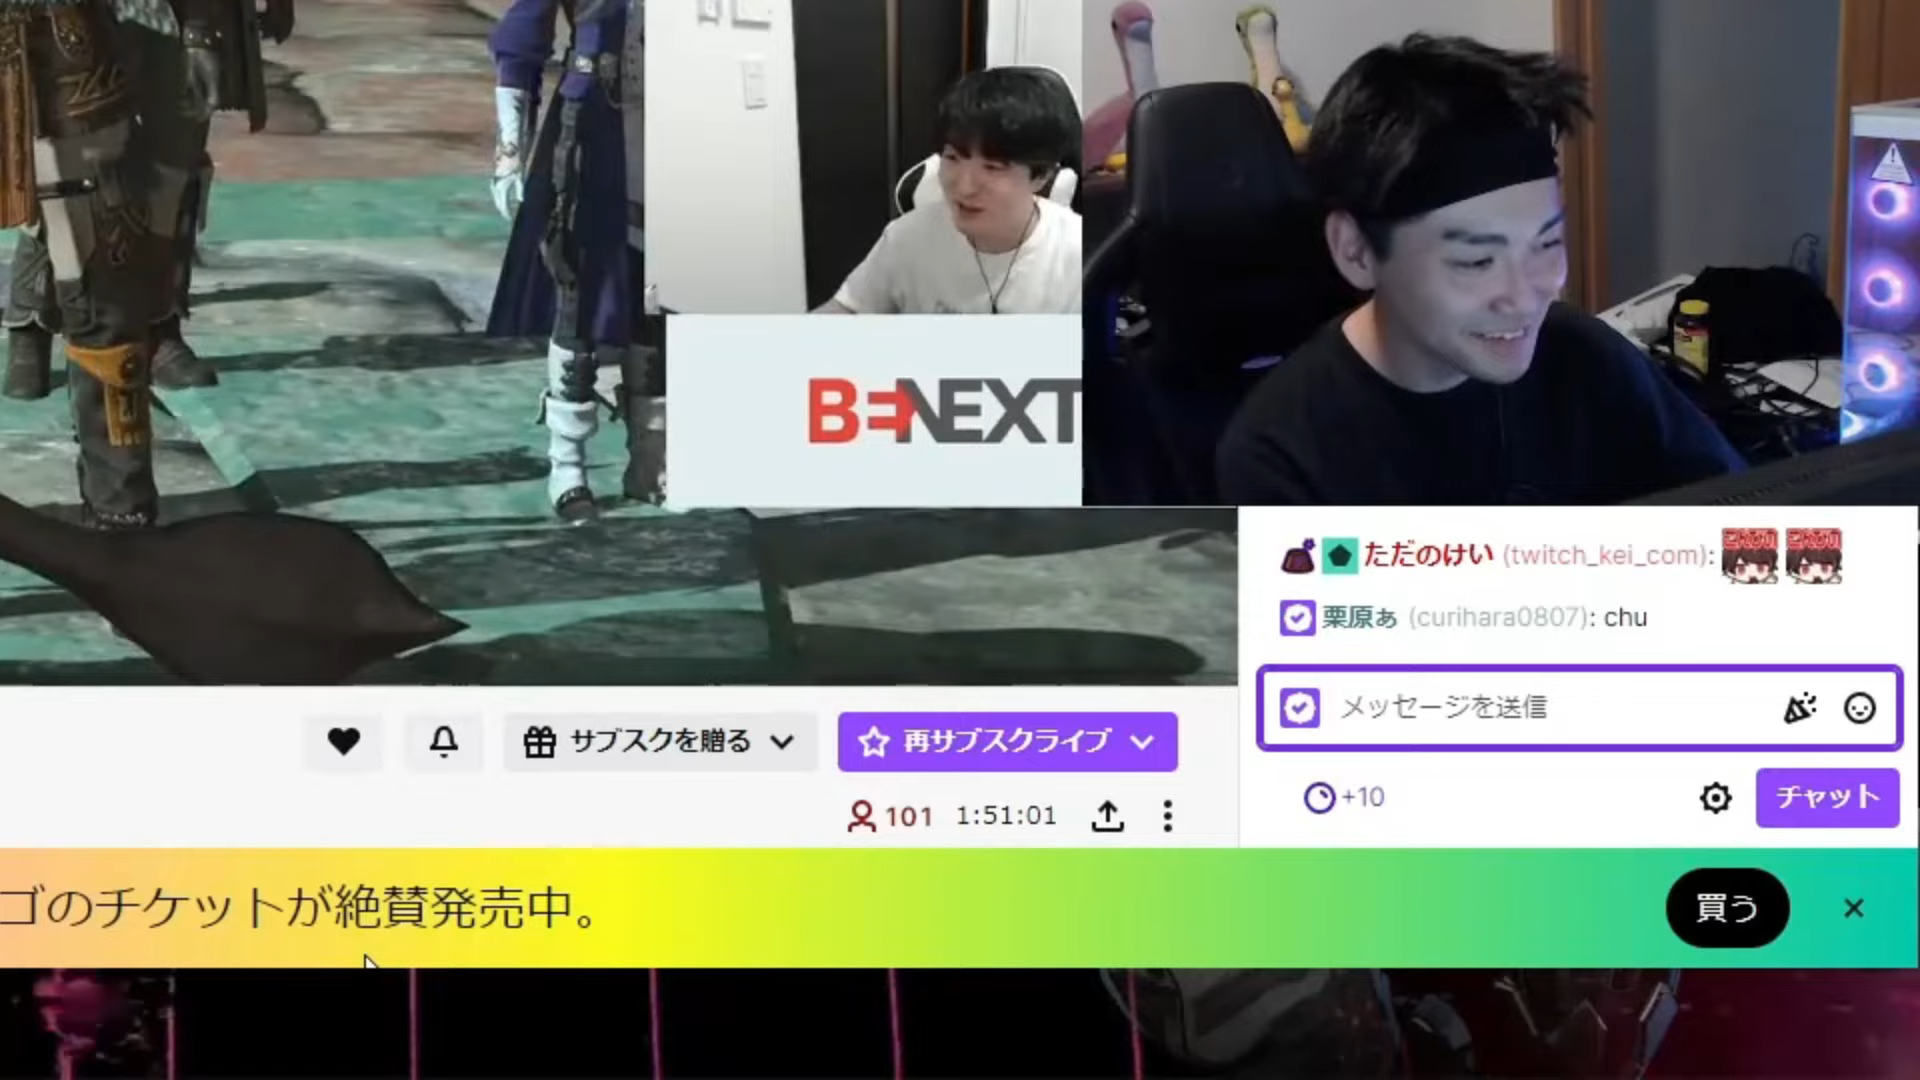 BENEXT
ただのけい (twitch_kei_com):
栗原ぁ (curihara0807): chu
メッセージを送信
サブスクを贈る
再サブスクライブ
+10
チャット
101 1:51:01
ゴのチケットが絶賛発売中。
買う